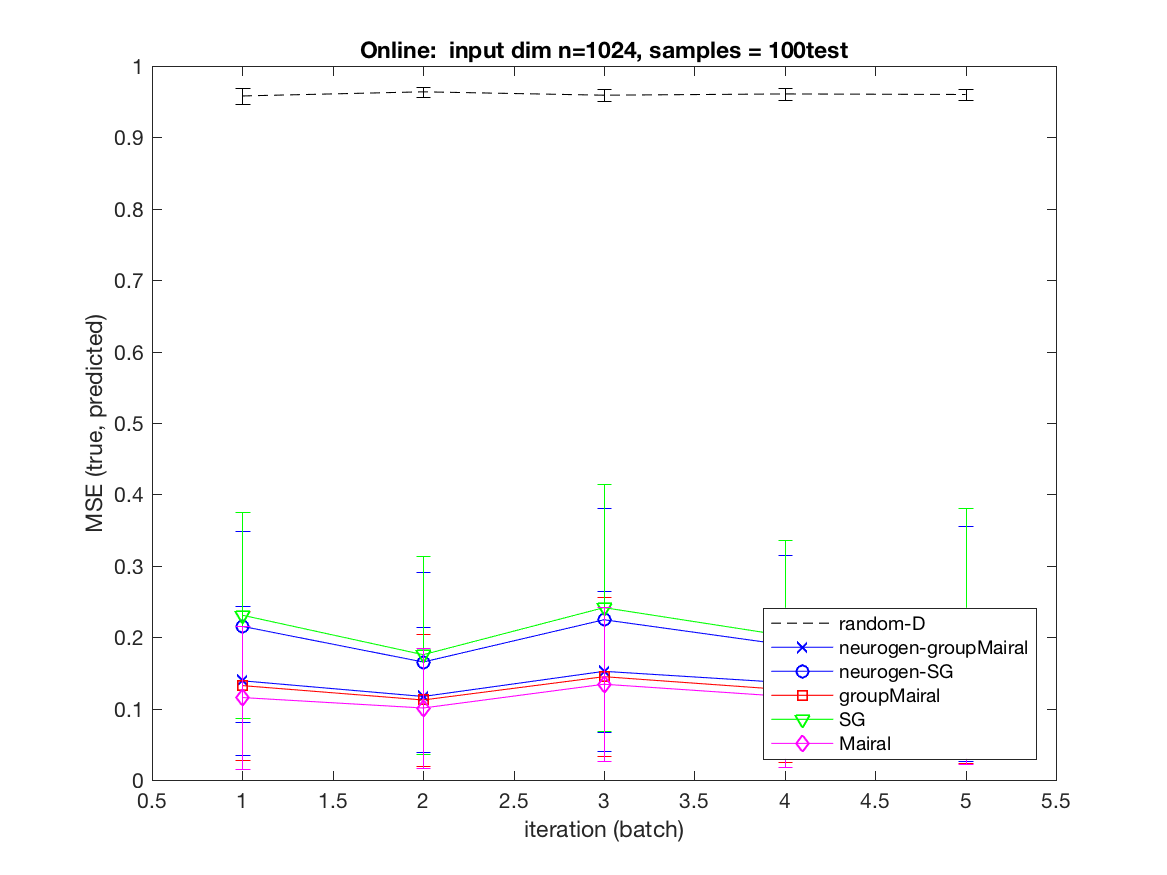 Online:  input dim n=1024, samples = 100test
MSE (true, predicted)
1
0.9
0.8
0.7
0.6
0.5
0.4
0.3
0.2
0.1
0
random-D
neurogen-groupMairal
neurogen-SG
groupMairal
SG
Mairal
0.5 1 1.5 2 2.5 3 3.5 4 4.5 5 5.5
iteration (batch)